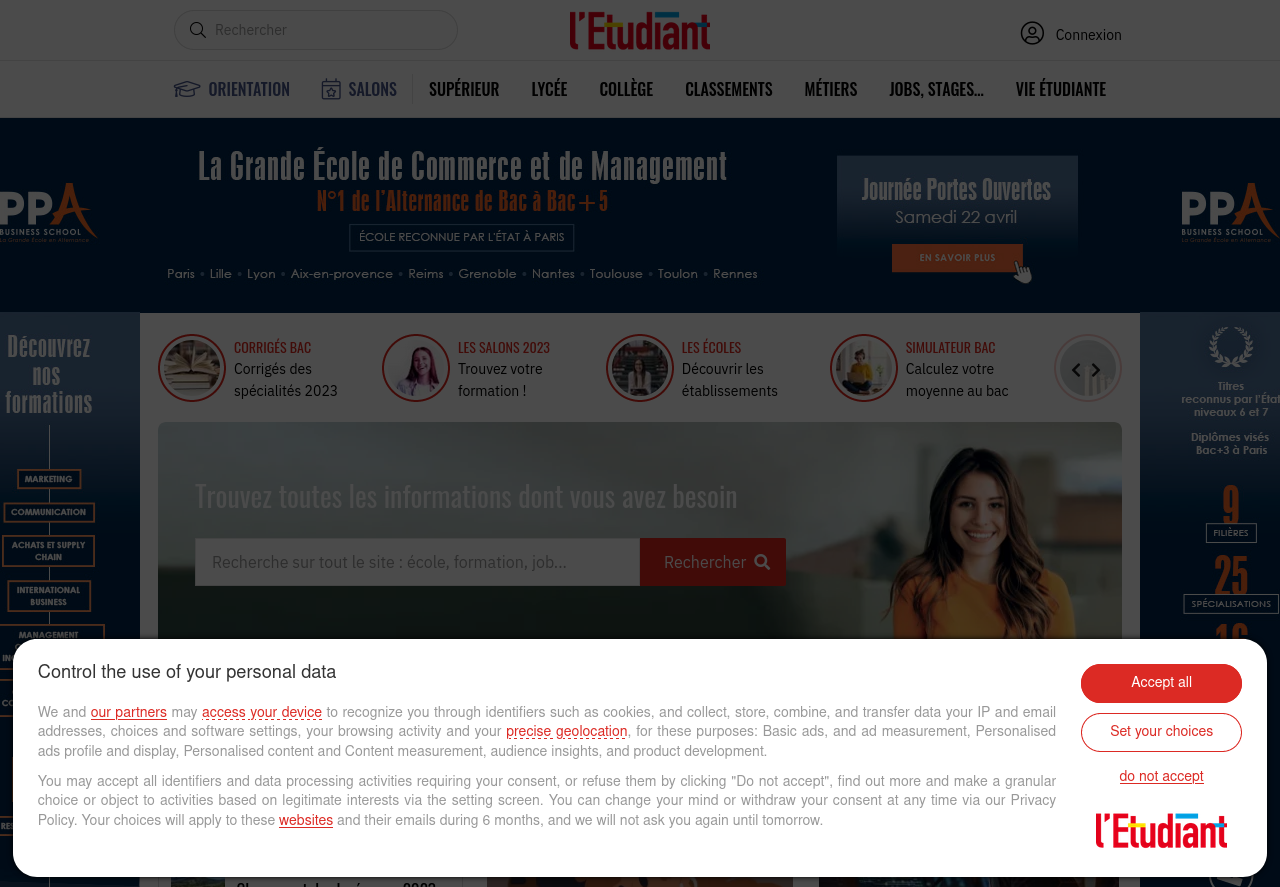 Rechercher
l'Etudiant
Connexion
ORIENTATION
SALONS
SUPÉRIEUR
LYCÉE
COLLÈGE
CLASSEMENTS
MÉTIERS
JOBS, STAGES...
VIE ÉTUDIANTE
La Grande École de Commerce et de Management
N°1 de l'Alternance de Bac à Bac+5
ÉCOLE RECONNUE PAR L'ÉTAT À PARIS
Paris • Lille • Lyon • Aix-en-provence • Reims • Grenoble • Nantes • Toulouse • Toulon • Rennes
Journée Portes Ouvertes
Samedi 22 avril
EN SAVOIR PLUS
PPA
BUSINESS SCHOOL
La Grande École en Alternance
PPA
BUSINESS SCHOOL
La Grande École en Alternance
Découvrez
nos
formations
MARKETING
COMMUNICATION
ACHATS ET SUPPLY
CHAIN
INTERNATIONAL
BUSINESS
MANAGEMENT
CORRIGÉS BAC
Corrigés des
spécialités 2023
LES SALONS 2023
Trouvez votre
formation !
LES ÉCOLES
Découvrir les
établissements
SIMULATEUR BAC
Calculez votre
moyenne au bac
Trouvez toutes les informations dont vous avez besoin
Recherche sur tout le site : école, formation, job...
Rechercher
Titres
reconnus par l'État
niveaux 6 et 7
Diplômes visés
Bac+3 à Paris
9
FILIÈRES
25
SPÉCIALISATIONS
Control the use of your personal data
We and our partners may access your device to recognize you through identifiers such as cookies, and collect, store, combine, and transfer data your IP and email
addresses, choices and software settings, your browsing activity and your precise geolocation, for these purposes: Basic ads, and ad measurement, Personalised
ads profile and display, Personalised content and Content measurement, audience insights, and product development.
You may accept all identifiers and data processing activities requiring your consent, or refuse them by clicking "Do not accept", find out more and make a granular
choice or object to activities based on legitimate interests via the setting screen. You can change your mind or withdraw your consent at any time via our Privacy
Policy. Your choices will apply to these websites and their emails during 6 months, and we will not ask you again until tomorrow.
Accept all
Set your choices
do not accept
l'Etudiant